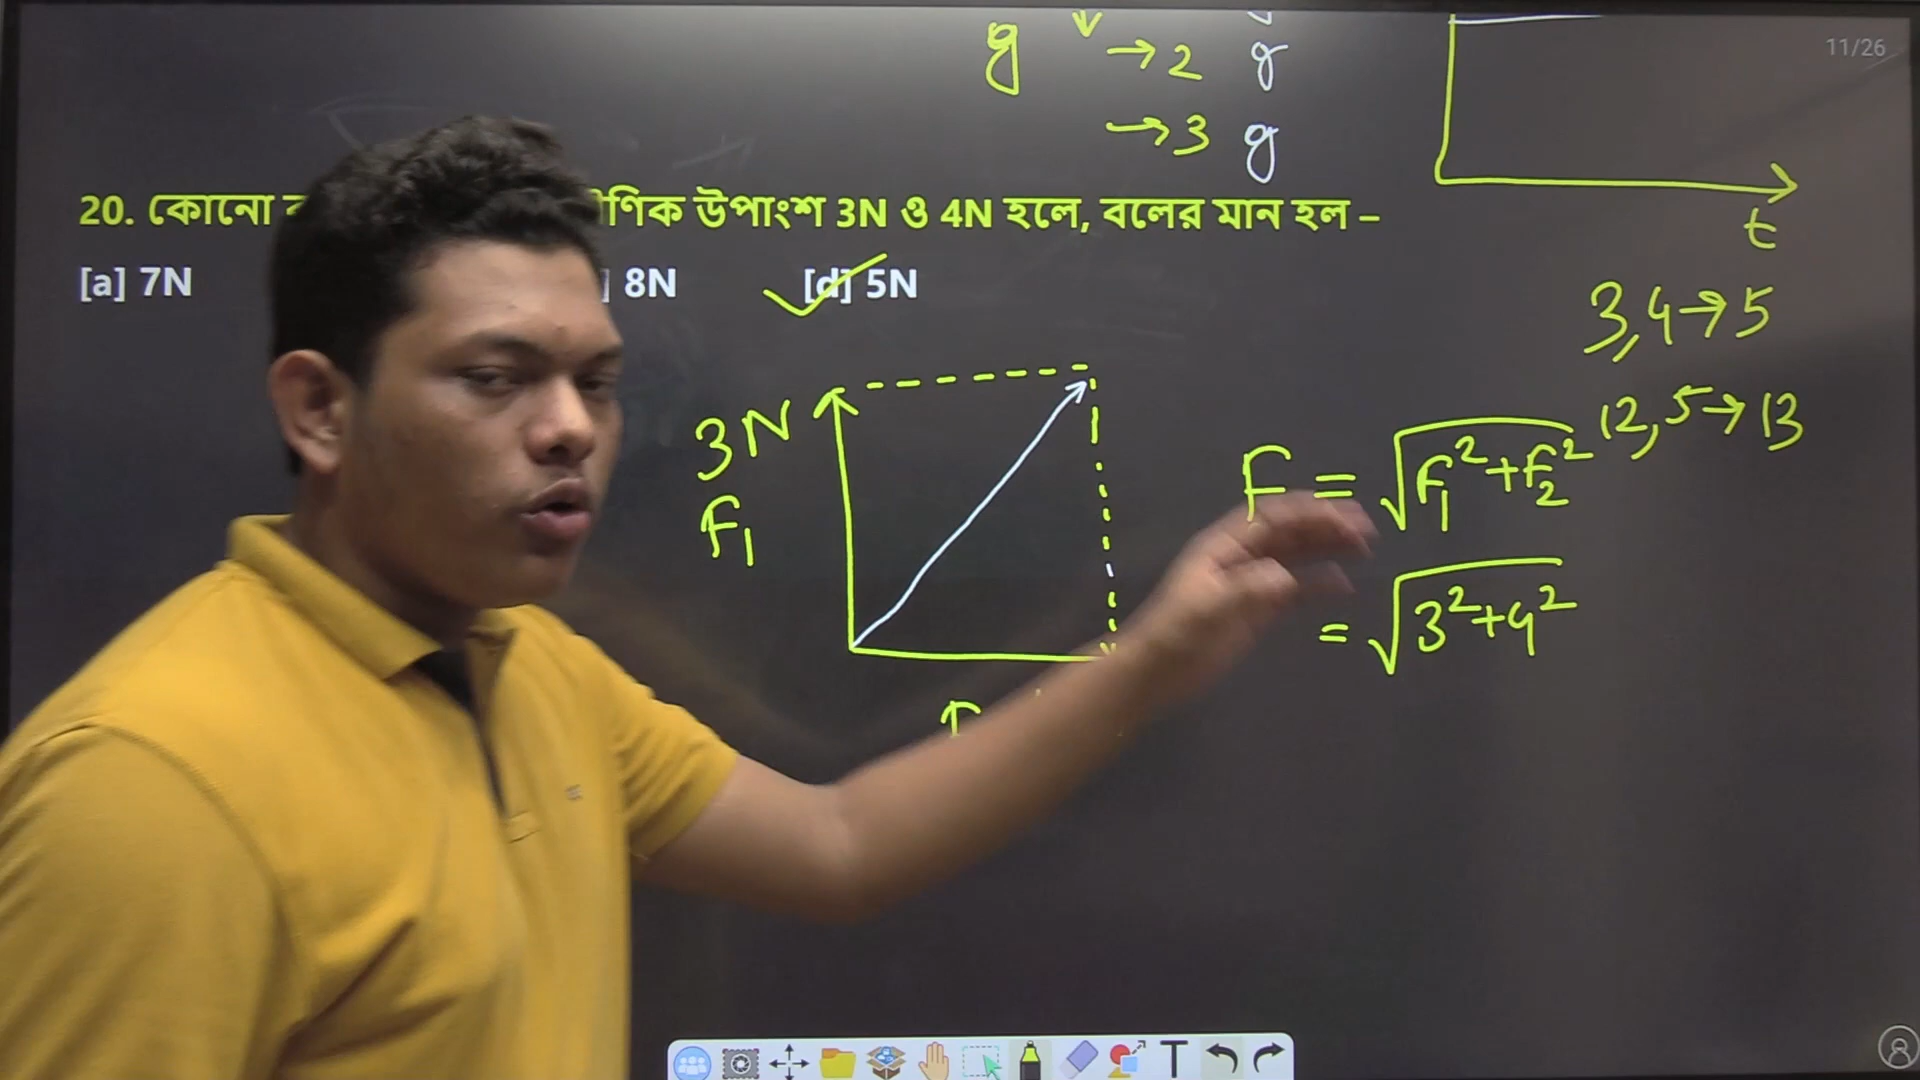 g → 2 g
→ 3 g
11/26
t
20. কোনো উপাংশ 3N ও 4N হলে, বলের মান হল –
[a] 7N ] 8N [d] 5N
3,4 → 5
12, 5 → 13
3N
F₁
F = √F₁² + F₂²
= √3² + 4²
T